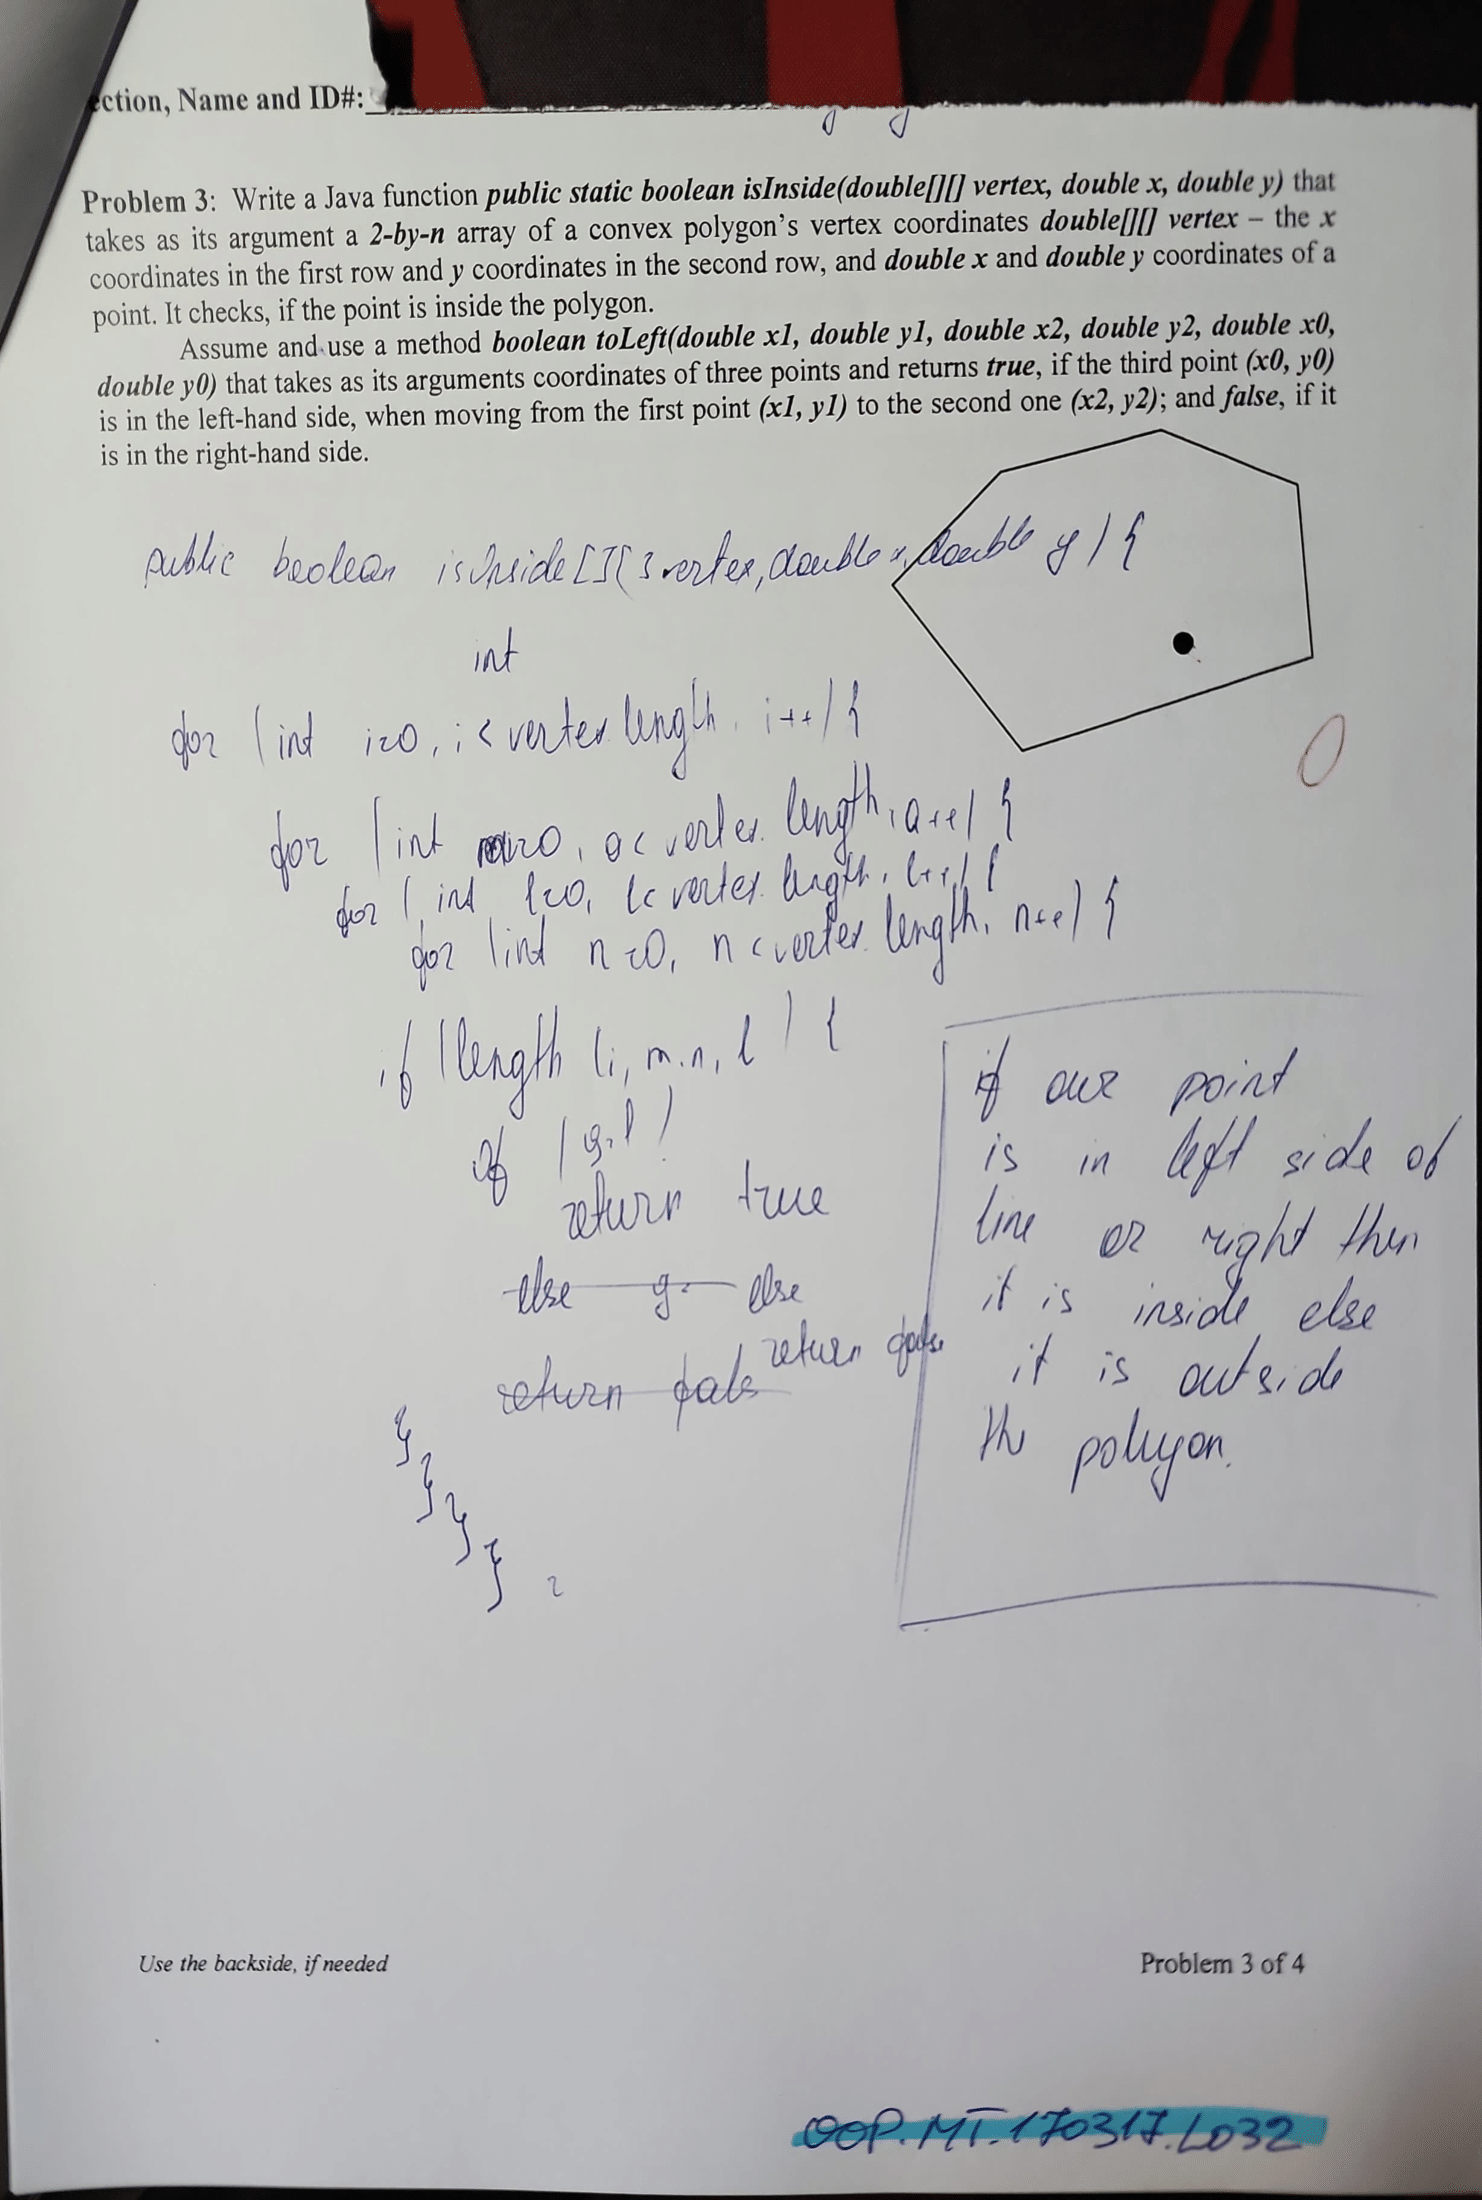 ction, Name and ID#:
Problem 3: Write a Java function public static boolean isInside(double[][] vertex, double x, double y) that
takes as its argument a 2-by-n array of a convex polygon's vertex coordinates double[][] vertex – the x
coordinates in the first row and y coordinates in the second row, and double x and double y coordinates of a
point. It checks, if the point is inside the polygon.
Assume and use a method boolean toLeft(double x1, double y1, double x2, double y2, double x0,
double y0) that takes as its arguments coordinates of three points and returns true, if the third point (x0, y0)
is in the left-hand side, when moving from the first point (x1, y1) to the second one (x2, y2); and false, if it
is in the right-hand side.
public boolean isInside [][] vertex, double x, double y) {
int
for (int i=0, i< vertex length, i++) {
0
for (int =0, a< vertex. length, a++) {
for (int l=0, l< vertex. length, l++) {
for (int n=0, n< vertex. length, n++) {
if (length (i, m.n, l) {
if
return true
else y. else
return false
return fals
}
}
}
}
if our point
is in left side of
line or right then
it is inside else
it is outside
the polygon.
Use the backside, if needed
Problem 3 of 4
OOP.MT.170317.L032